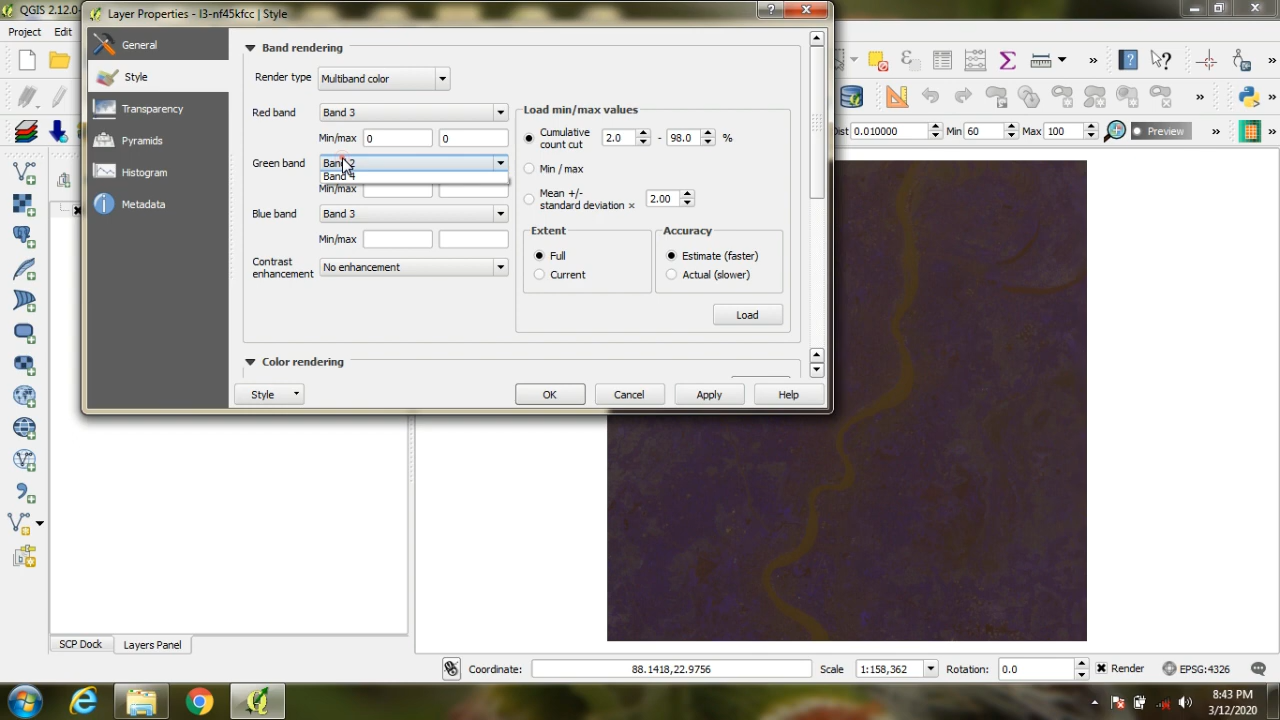 QGIS 2.12.0-
Layer Properties - l3-nf45kfcc | Style
Project Edit
General
Style
Transparency
Pyramids
Histogram
Metadata
Band rendering
Render type Multiband color
Red band Band 3
Min/max 0 0
Green band Band 2
Band 4
Min/max
Blue band Band 3
Min/max
Contrast enhancement No enhancement
Load min/max values
Cumulative count cut 2.0 - 98.0 %
Min / max
Mean +/- standard deviation × 2.00
Extent
Full
Current
Accuracy
Estimate (faster)
Actual (slower)
Load
Color rendering
Style OK Cancel Apply Help
Dist 0.010000 Min 60 Max 100 Preview
SCP Dock Layers Panel
Coordinate: 88.1418,22.9756 Scale 1:158,362 Rotation: 0.0 Render EPSG:4326
8:43 PM
3/12/2020